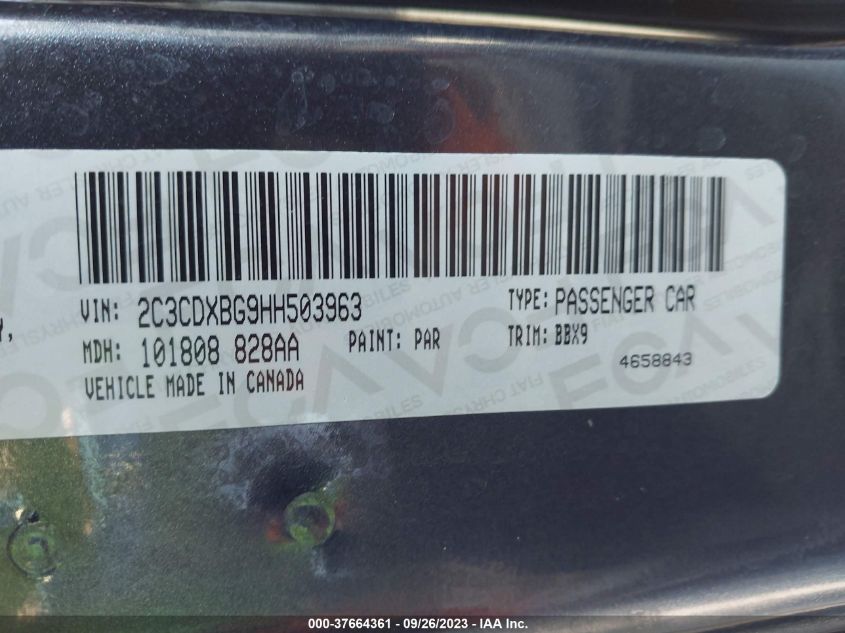 VIN: 2C3CDXBG9HH503963 TYPE: PASSENGER CAR
Y, MDH: 101808 828AA PAINT: PAR TRIM: BBX9
4658843
VEHICLE MADE IN CANADA
000-37664361 - 09/26/2023 - IAA Inc.